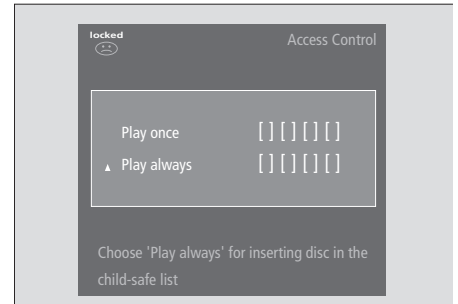 locked
Access Control
Play once [ ] [ ] [ ] [ ]
▲ Play always [ ] [ ] [ ] [ ]
Choose 'Play always' for inserting disc in the
child-safe list